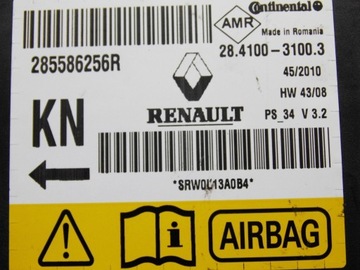 Continental
AMR
Made in Romania
28.4100-3100.3
285586256R
45/2010
HW 43/08
KN
RENAULT
PS_34 V 3.2
i
AIRBAG